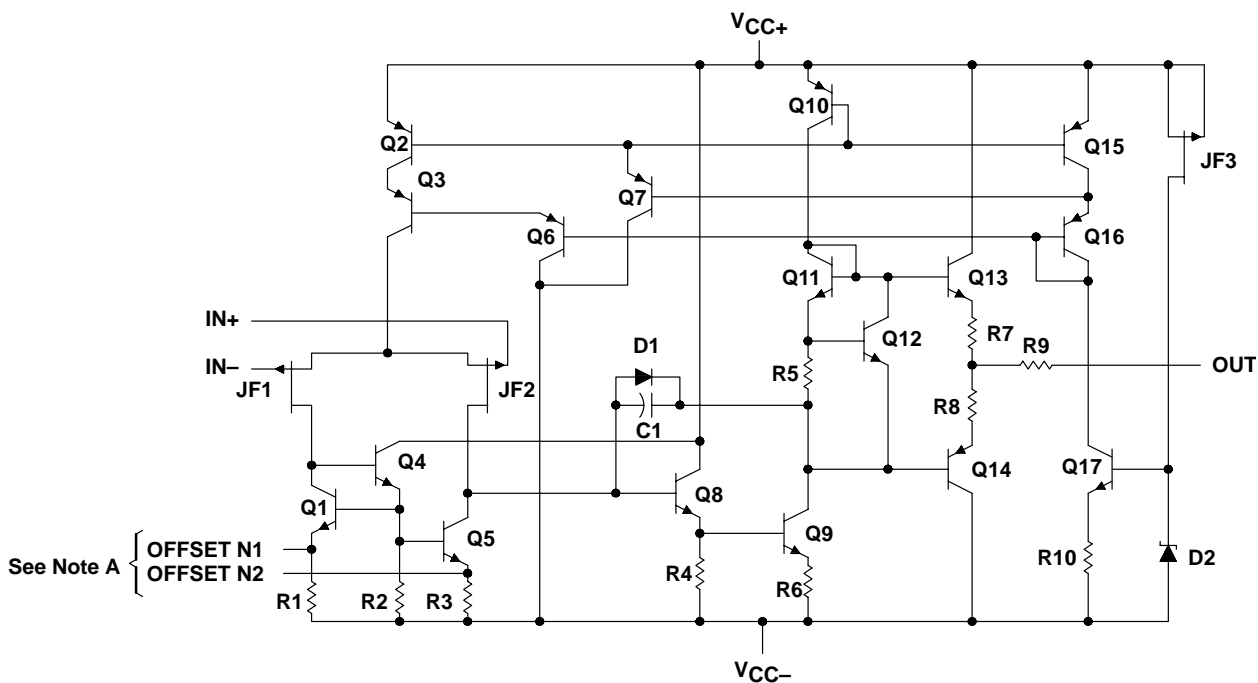 VCC+
Q10
Q2
Q15
JF3
Q3
Q7
Q6
Q16
Q11
Q13
IN+
R7
Q12
D1
R9
IN–
OUT
R5
JF1
JF2
R8
C1
Q4
Q14
Q17
Q8
Q1
Q5
Q9
OFFSET N1
See Note A
OFFSET N2
R10
D2
R4
R6
R1
R2
R3
VCC–